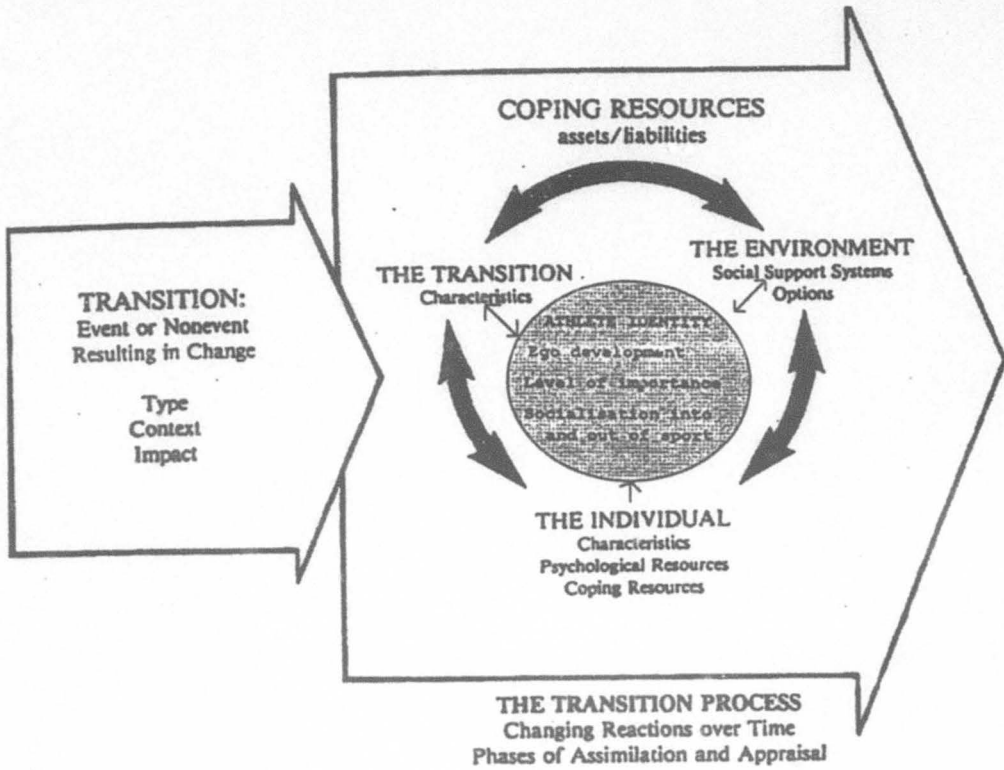 TRANSITION:
Event or Nonevent
Resulting in Change
Type
Context
Impact
COPING RESOURCES
assets/liabilities
THE TRANSITION
Characteristics
THE ENVIRONMENT
Social Support Systems
Options
ATHLETE IDENTITY
Ego development
Level of importance
Socialisation into
and out of sport
THE INDIVIDUAL
Characteristics
Psychological Resources
Coping Resources
THE TRANSITION PROCESS
Changing Reactions over Time
Phases of Assimilation and Appraisal